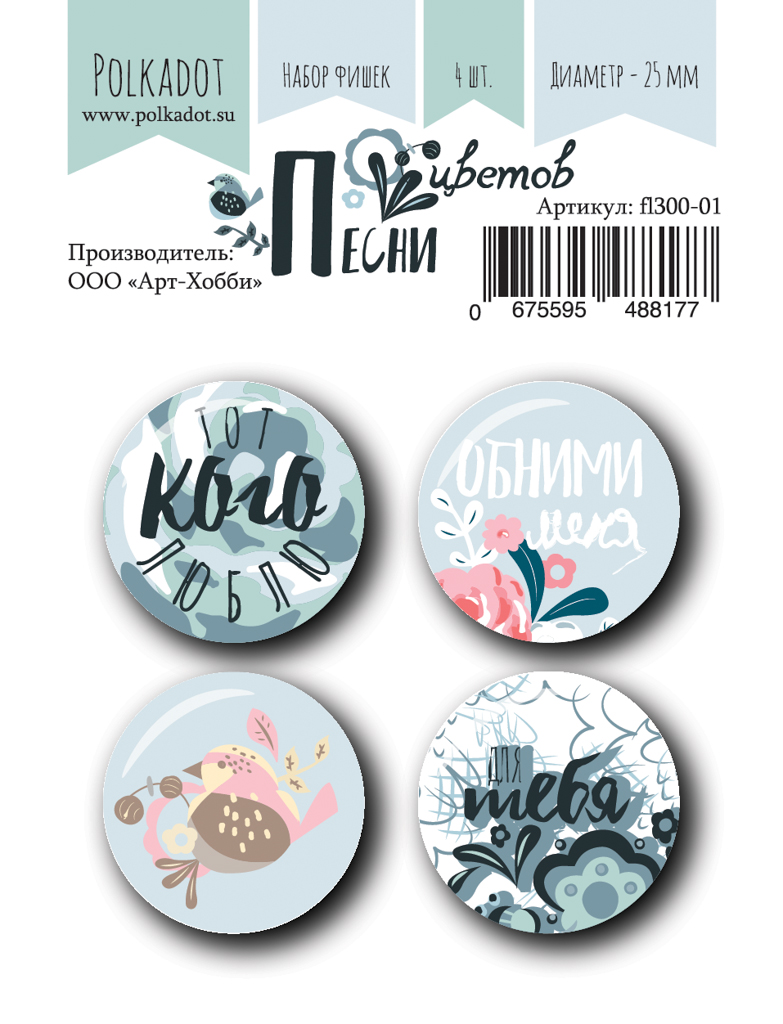 POLKADOT
www.polkadot.su
НАБОР ФИШЕК
4 ШТ.
ДИАМЕТР - 25 ММ
ПЕСНИ цветов
Артикул: fl300-01
Производитель:
ООО «Арт-Хобби»
0 675595 488177
ТОТ
КОГО
ЛЮБЛЮ
ОБНИМИ
меня
ДЛЯ
тебя